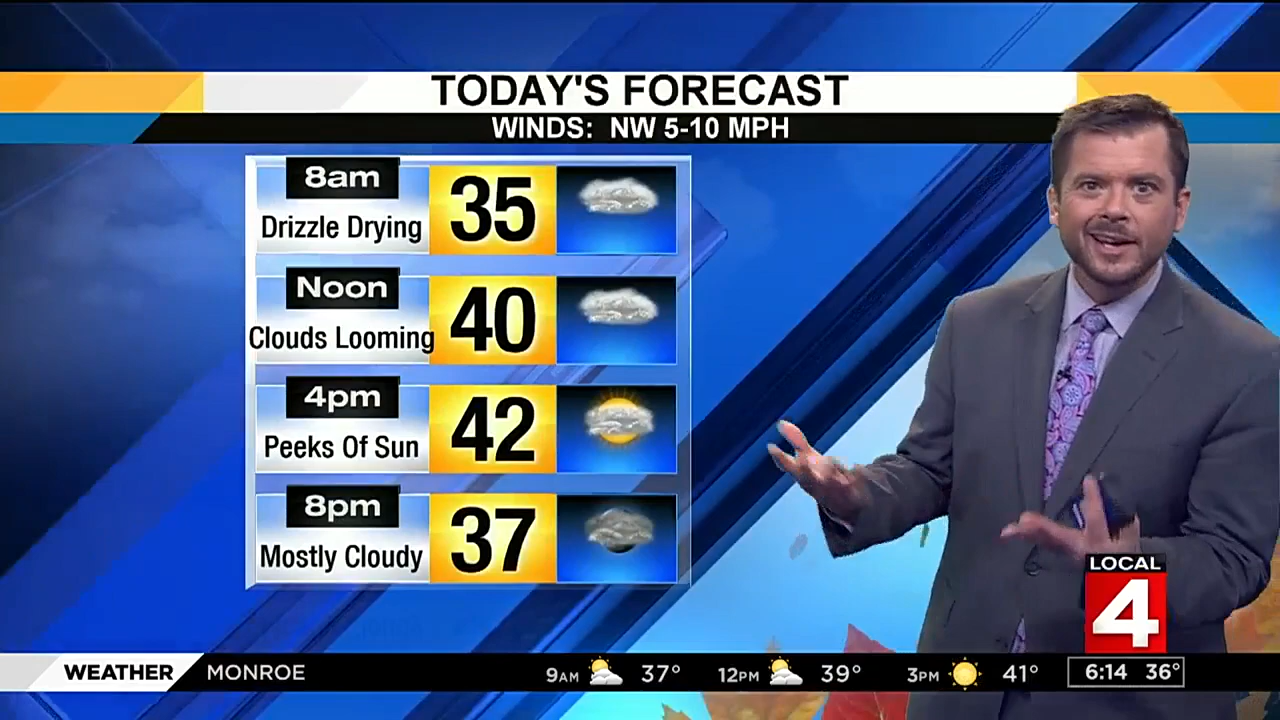 TODAY'S FORECAST
WINDS: NW 5-10 MPH
8am
Drizzle Drying
35
Noon
Clouds Looming
40
4pm
Peeks Of Sun
42
8pm
Mostly Cloudy
37
LOCAL
4
WEATHER MONROE 9AM 37° 12PM 39° 3PM 41° 6:14 36°